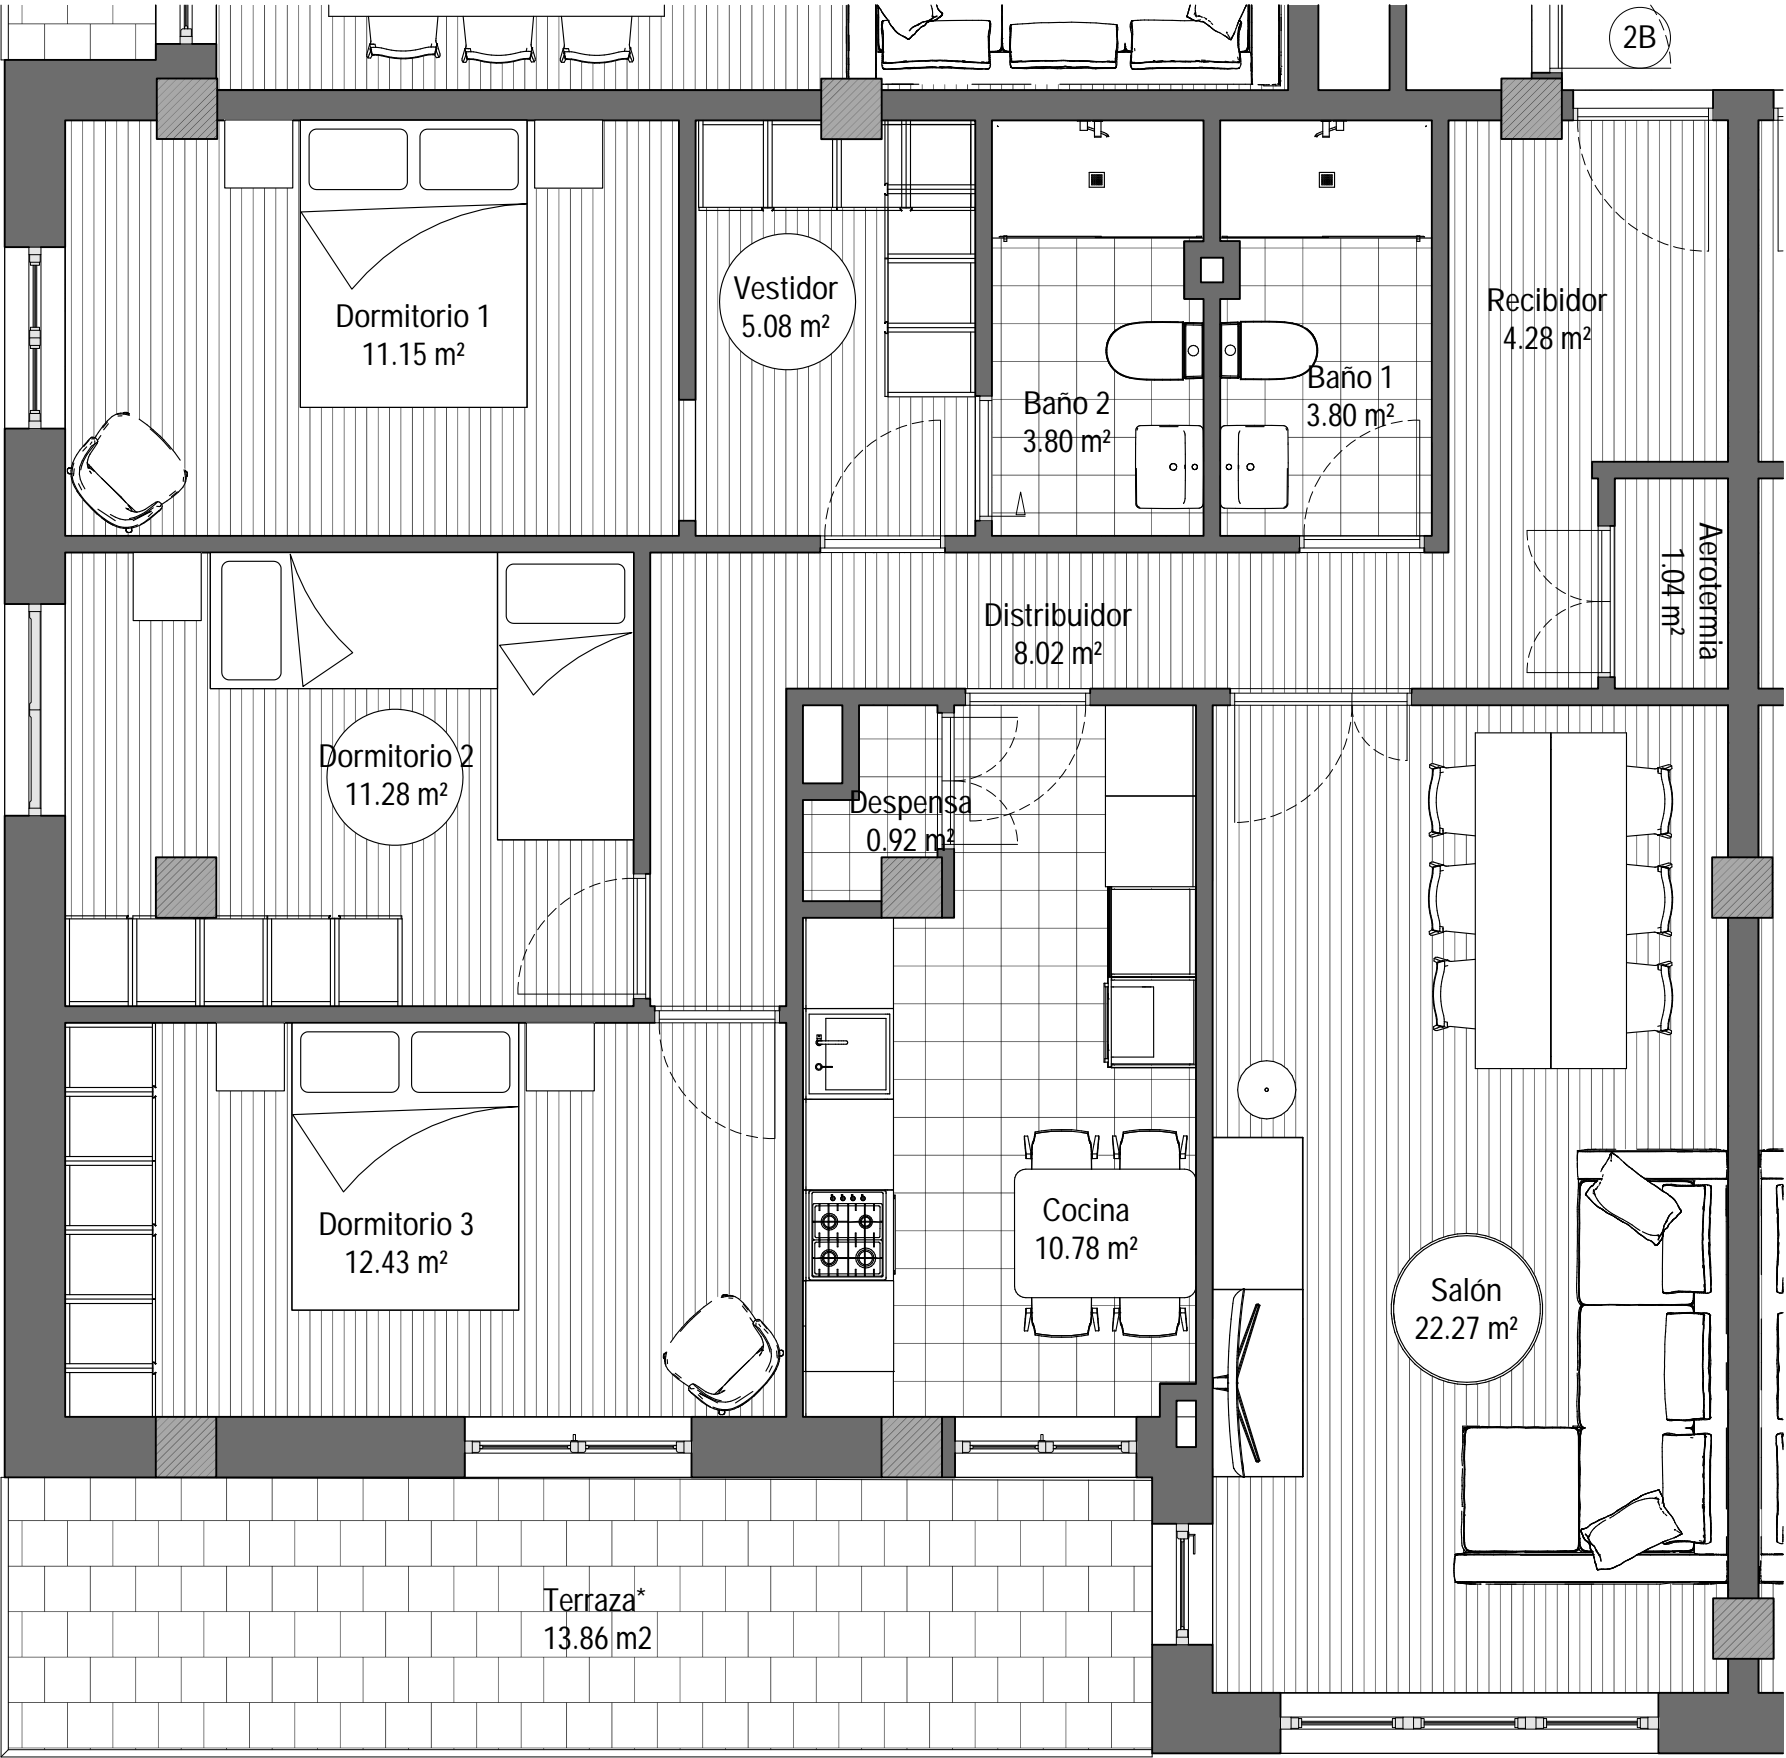 2B
Dormitorio 1
11.15 m²
Vestidor
5.08 m²
Baño 2
3.80 m²
Baño 1
3.80 m²
Recibidor
4.28 m²
Aerotermia
1.04 m²
Distribuidor
8.02 m²
Dormitorio 2
11.28 m²
Despensa
0.92 m²
Dormitorio 3
12.43 m²
Cocina
10.78 m²
Salón
22.27 m²
Terraza*
13.86 m2